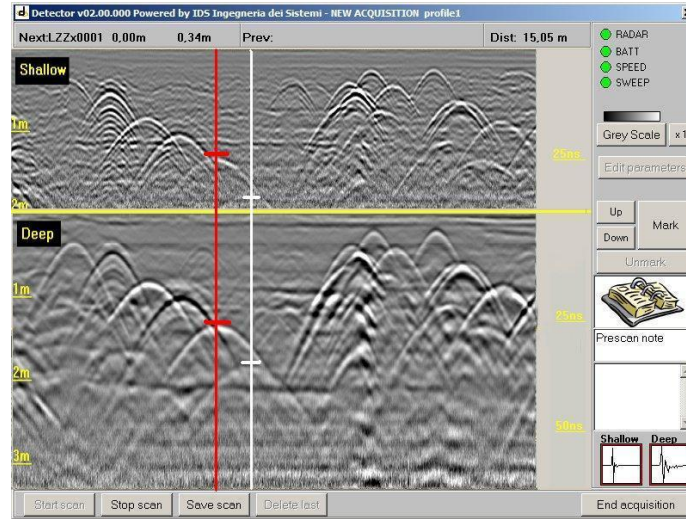 Detector v02.00.000 Powered by IDS Ingegneria dei Sistemi - NEW ACQUISITION profile1
Next:LZZx0001 0,00m 0,34m Prev: Dist: 15,05 m
RADAR
BATT
SPEED
SWEEP
Shallow
1m
25ns
2m
Grey Scale x1
Edit parameters
Up
Down
Mark
Unmark
Deep
1m
25ns
2m
50ns
3m
Prescan note
Shallow Deep
Start scan Stop scan Save scan Delete last End acquisition